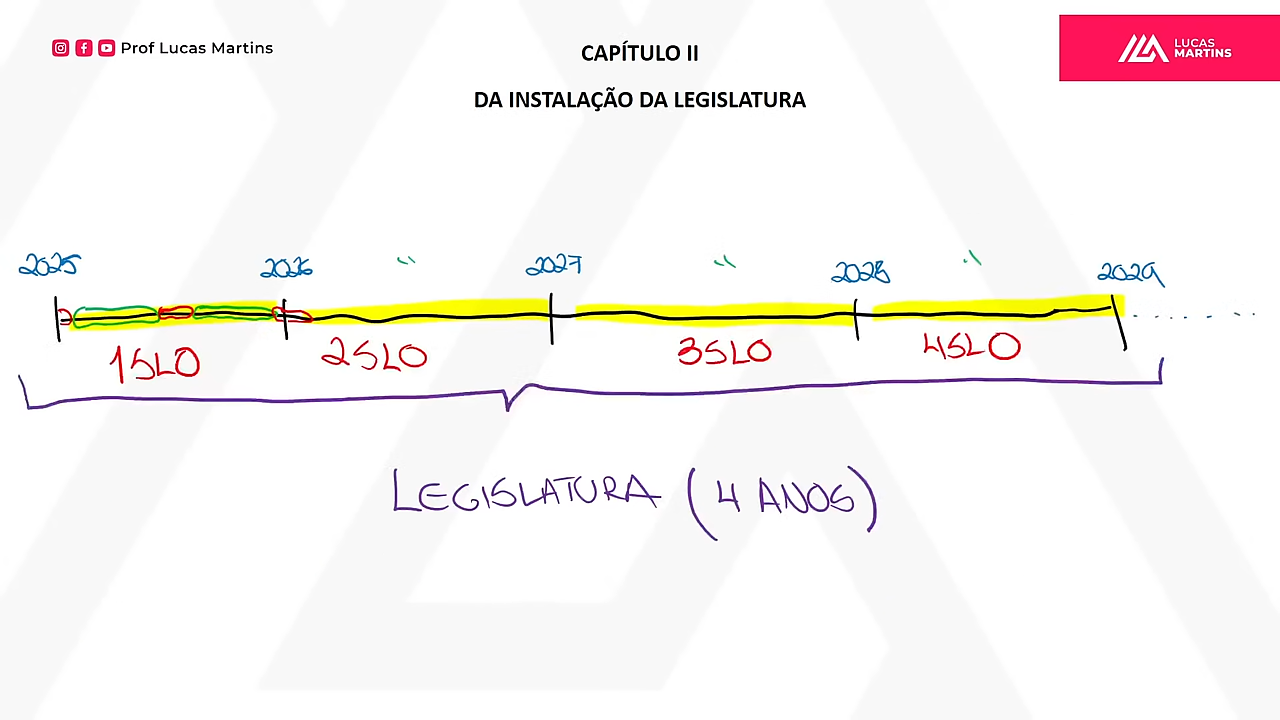 Prof Lucas Martins
LUCAS
MARTINS
CAPÍTULO II
DA INSTALAÇÃO DA LEGISLATURA
2025 2026 " 2027 " 2028 " 2029
1SLO 2SLO 3SLO 4SLO
LEGISLATURA (4 ANOS)